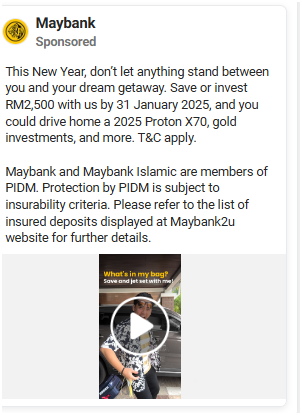 Maybank
Sponsored
This New Year, don't let anything stand between
you and your dream getaway. Save or invest
RM2,500 with us by 31 January 2025, and you
could drive home a 2025 Proton X70, gold
investments, and more. T&C apply.
Maybank and Maybank Islamic are members of
PIDM. Protection by PIDM is subject to
insurability criteria. Please refer to the list of
insured deposits displayed at Maybank2u
website for further details.
What's in my bag?
Save and jet set with me!